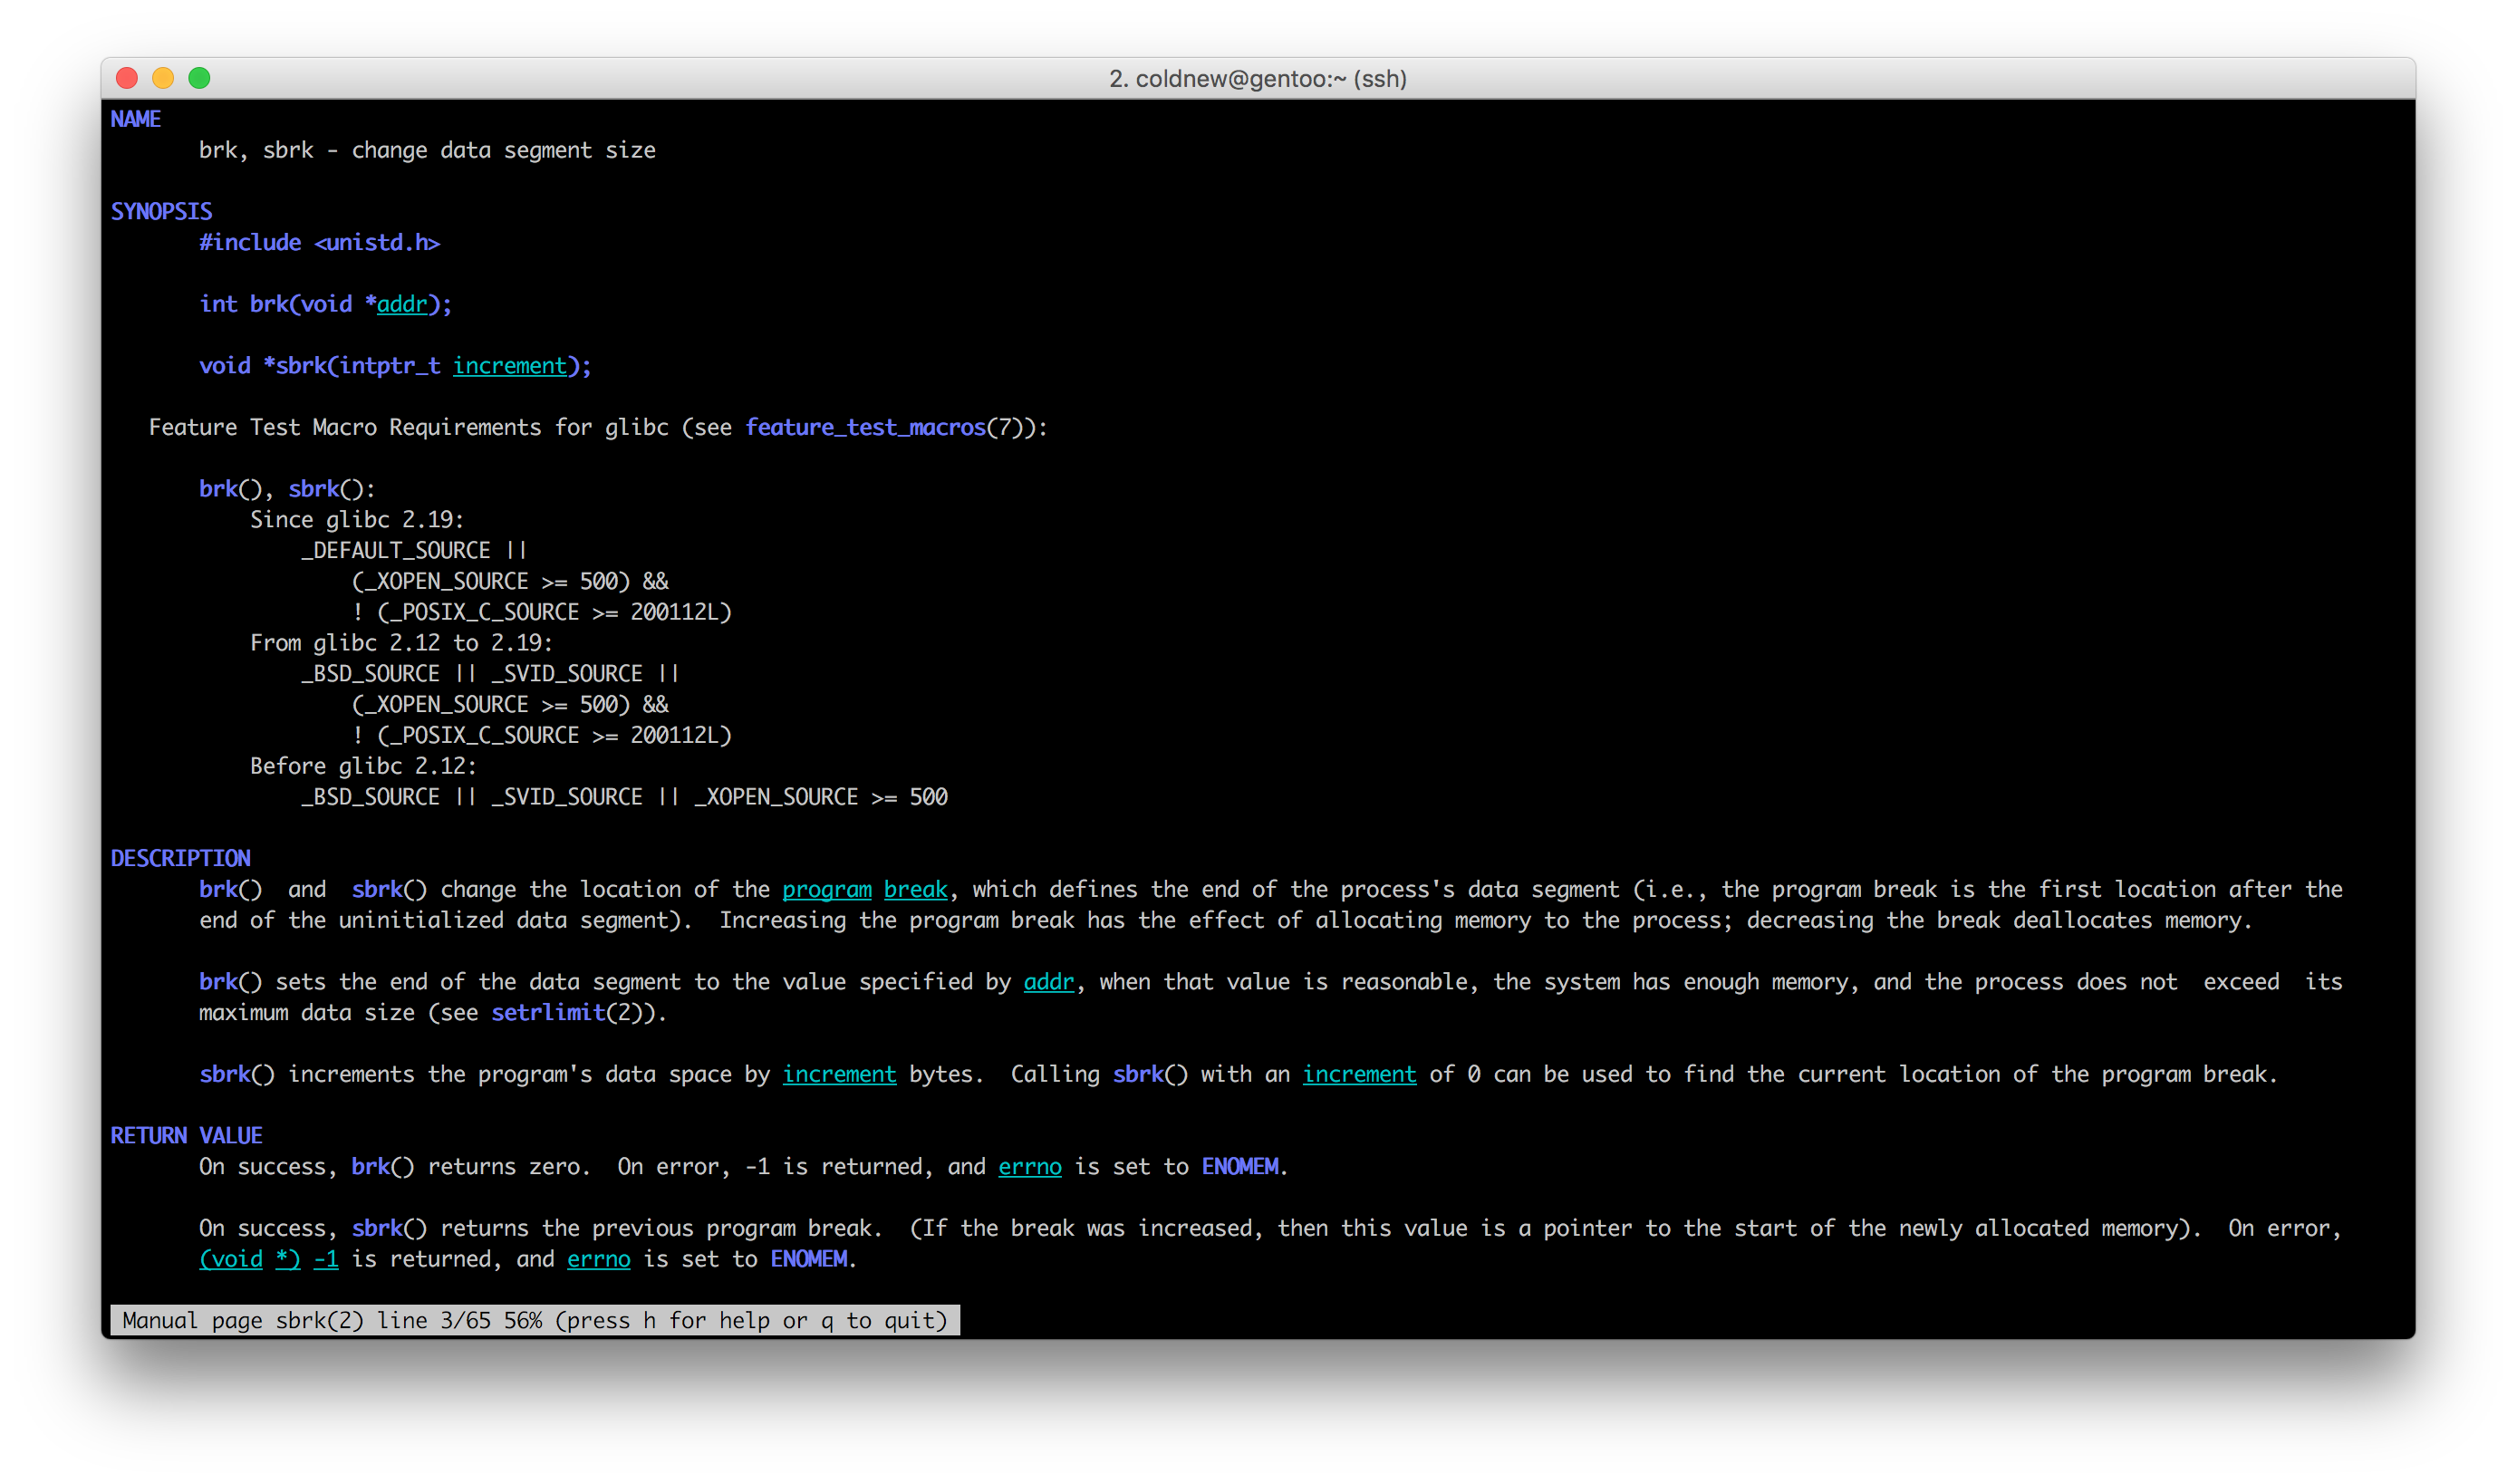 2. coldnew@gentoo:~ (ssh)
NAME
brk, sbrk - change data segment size
SYNOPSIS
#include <unistd.h>
int brk(void *addr);
void *sbrk(intptr_t increment);
Feature Test Macro Requirements for glibc (see feature_test_macros(7)):
brk(), sbrk():
Since glibc 2.19:
_DEFAULT_SOURCE ||
(_XOPEN_SOURCE >= 500) &&
! (_POSIX_C_SOURCE >= 200112L)
From glibc 2.12 to 2.19:
_BSD_SOURCE || _SVID_SOURCE ||
(_XOPEN_SOURCE >= 500) &&
! (_POSIX_C_SOURCE >= 200112L)
Before glibc 2.12:
_BSD_SOURCE || _SVID_SOURCE || _XOPEN_SOURCE >= 500
DESCRIPTION
brk()  and  sbrk() change the location of the program break, which defines the end of the process's data segment (i.e., the program break is the first location after the
end of the uninitialized data segment).  Increasing the program break has the effect of allocating memory to the process; decreasing the break deallocates memory.
brk() sets the end of the data segment to the value specified by addr, when that value is reasonable, the system has enough memory, and the process does not  exceed  its
maximum data size (see setrlimit(2)).
sbrk() increments the program's data space by increment bytes.  Calling sbrk() with an increment of 0 can be used to find the current location of the program break.
RETURN VALUE
On success, brk() returns zero.  On error, -1 is returned, and errno is set to ENOMEM.
On success, sbrk() returns the previous program break.  (If the break was increased, then this value is a pointer to the start of the newly allocated memory).  On error,
(void *) -1 is returned, and errno is set to ENOMEM.
Manual page sbrk(2) line 3/65 56% (press h for help or q to quit)